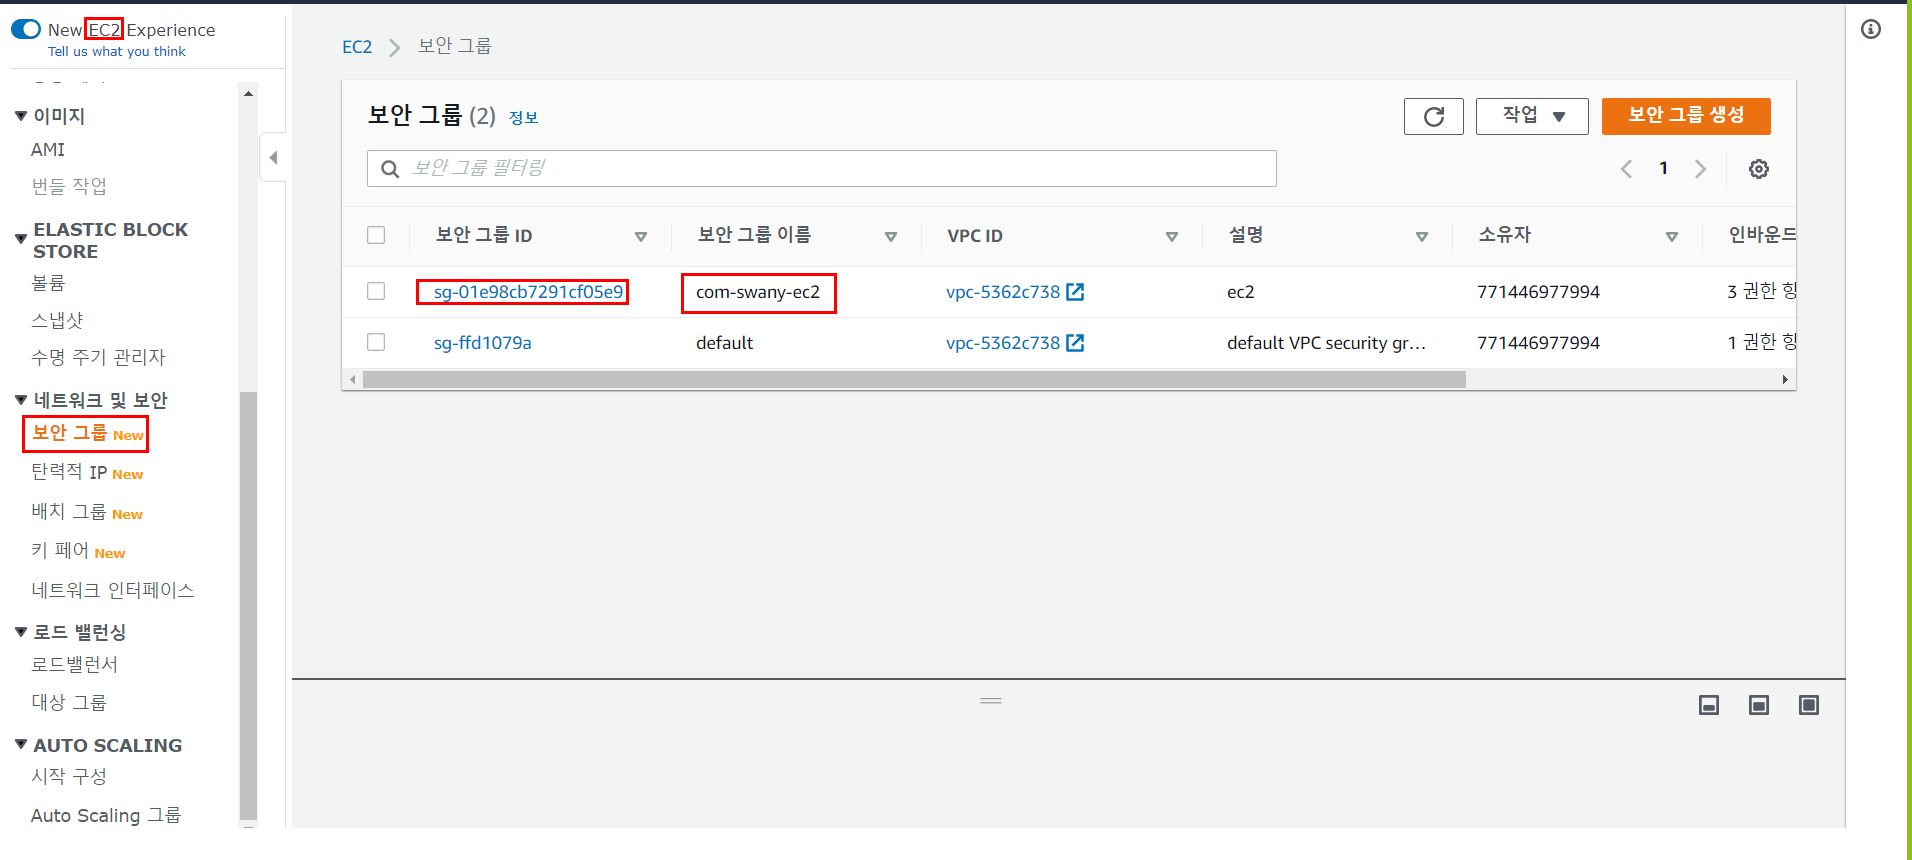 New EC2 Experience
Tell us what you think
이미지
AMI
번들 작업
ELASTIC BLOCK
STORE
볼륨
스냅샷
수명 주기 관리자
네트워크 및 보안
보안 그룹 New
탄력적 IP New
배치 그룹 New
키 페어 New
네트워크 인터페이스
로드 밸런싱
로드밸런서
대상 그룹
AUTO SCALING
시작 구성
Auto Scaling 그룹
EC2 > 보안 그룹
보안 그룹 (2) 정보
작업
보안 그룹 생성
보안 그룹 필터링
1
보안 그룹 ID 보안 그룹 이름 VPC ID 설명 소유자 인바운드
sg-01e98cb7291cf05e9 com-swany-ec2 vpc-5362c738 ec2 771446977994 3 권한 항
sg-ffd1079a default vpc-5362c738 default VPC security gr... 771446977994 1 권한 항